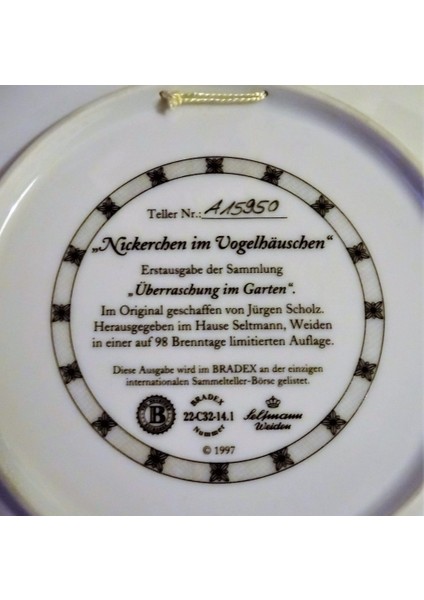 Teller Nr.: A15950
„Nickerchen im Vogelhäuschen“
Erstausgabe der Sammlung
„Überraschung im Garten“.
Im Original geschaffen von Jürgen Scholz.
Herausgegeben im Hause Seltmann, Weiden
in einer auf 98 Brenntage limitierten Auflage.
Diese Ausgabe wird im BRADEX an der einzigen
internationalen Sammelteller-Börse gelistet.
B
BRADEX
22-C32-14.1
Nummer
Seltmann
Weiden
© 1997